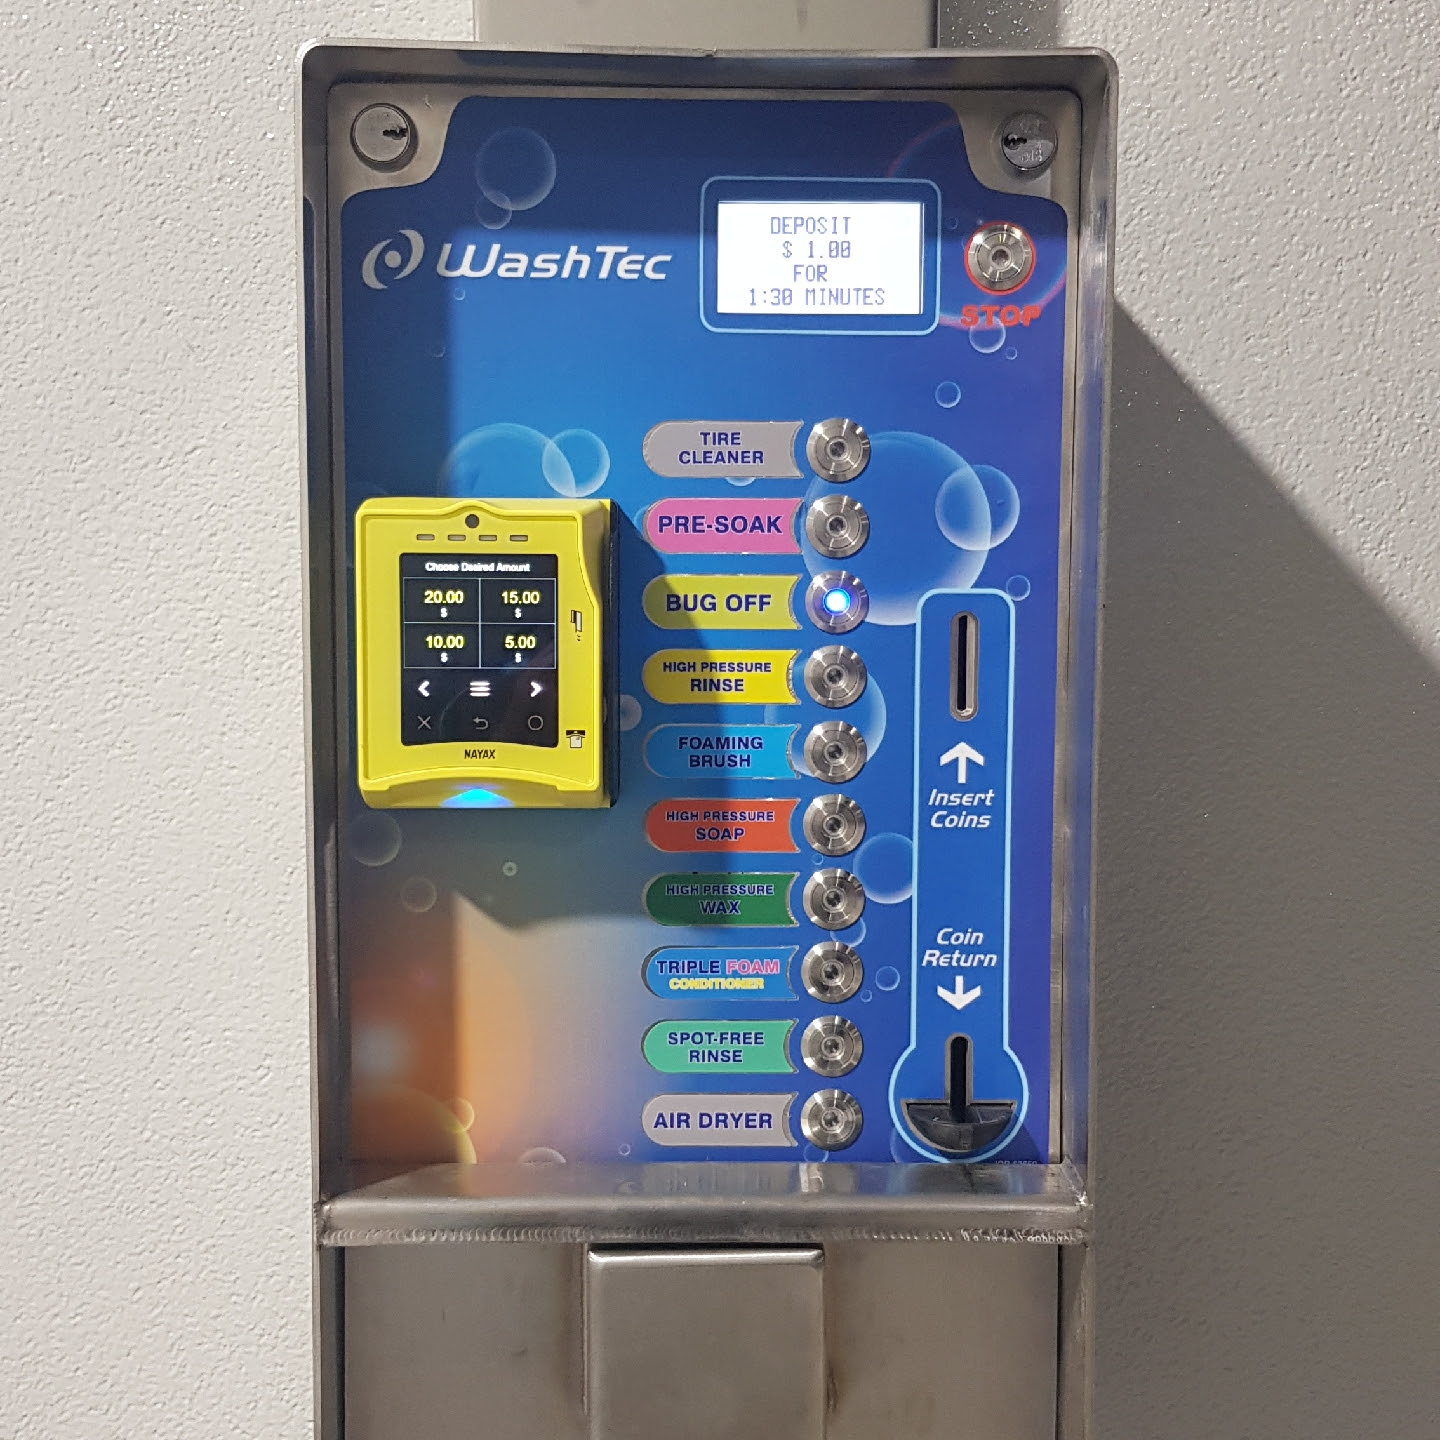 WashTec
DEPOSIT
$ 1.00
FOR
1:30 MINUTES
STOP
TIRE
CLEANER
PRE-SOAK
BUG OFF
HIGH PRESSURE
RINSE
FOAMING
BRUSH
HIGH PRESSURE
SOAP
HIGH PRESSURE
WAX
TRIPLE FOAM
CONDITIONER
SPOT-FREE
RINSE
AIR DRYER
Choose Desired Amount
20.00
$
15.00
$
10.00
$
5.00
$
NAYAX
Insert
Coins
Coin
Return